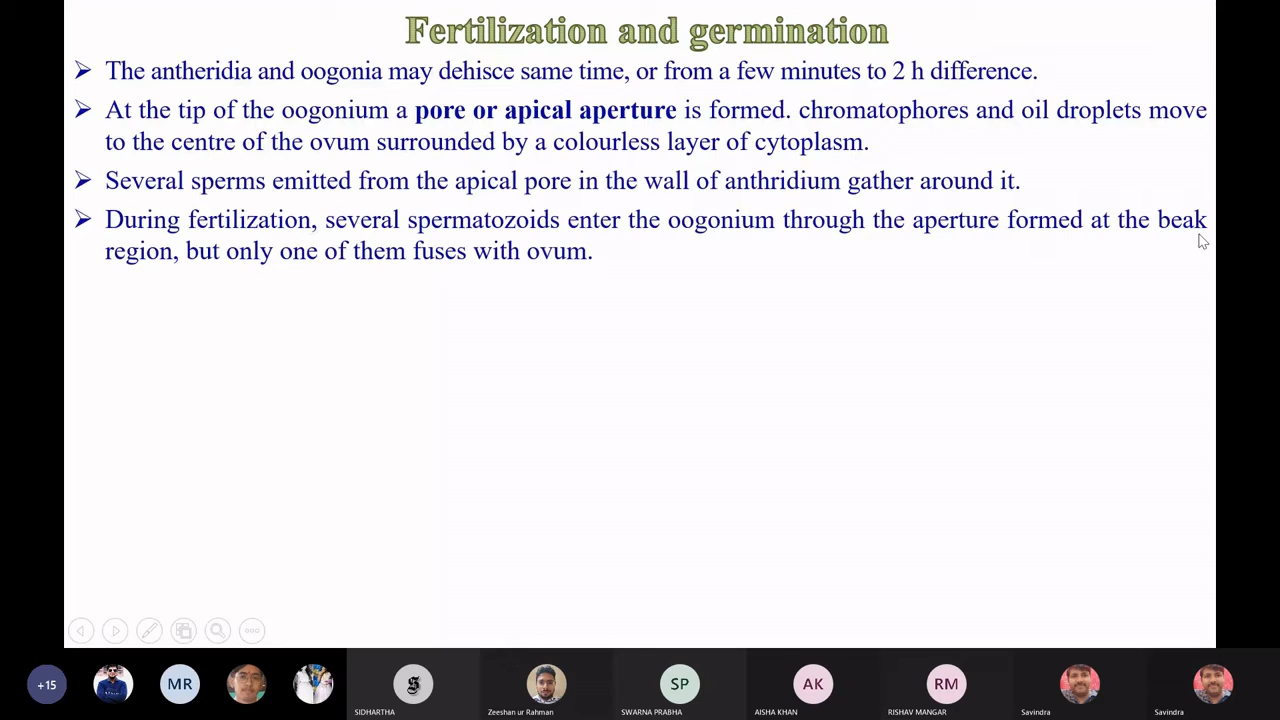 Fertilization and germination
➢ The antheridia and oogonia may dehisce same time, or from a few minutes to 2 h difference.
➢ At the tip of the oogonium a pore or apical aperture is formed. chromatophores and oil droplets move
to the centre of the ovum surrounded by a colourless layer of cytoplasm.
➢ Several sperms emitted from the apical pore in the wall of anthridium gather around it.
➢ During fertilization, several spermatozoids enter the oogonium through the aperture formed at the beak
region, but only one of them fuses with ovum.
+15
MR
S
SP
AK
RM
SIDHARTHA
Zeeshan ur Rahman
SWARNA PRABHA
AISHA KHAN
RISHAV MANGAR
Savindra
Savindra